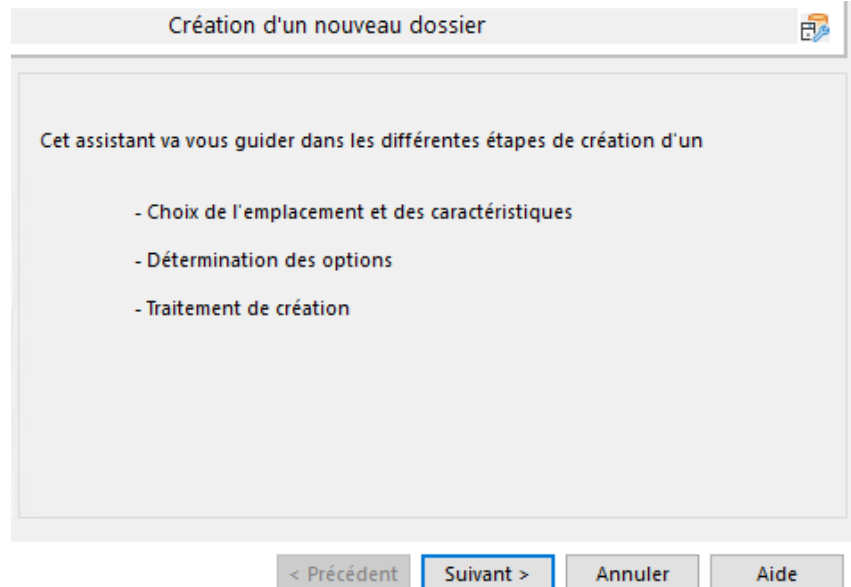 Création d'un nouveau dossier
Cet assistant va vous guider dans les différentes étapes de création d'un
- Choix de l'emplacement et des caractéristiques
- Détermination des options
- Traitement de création
< Précédent Suivant > Annuler Aide